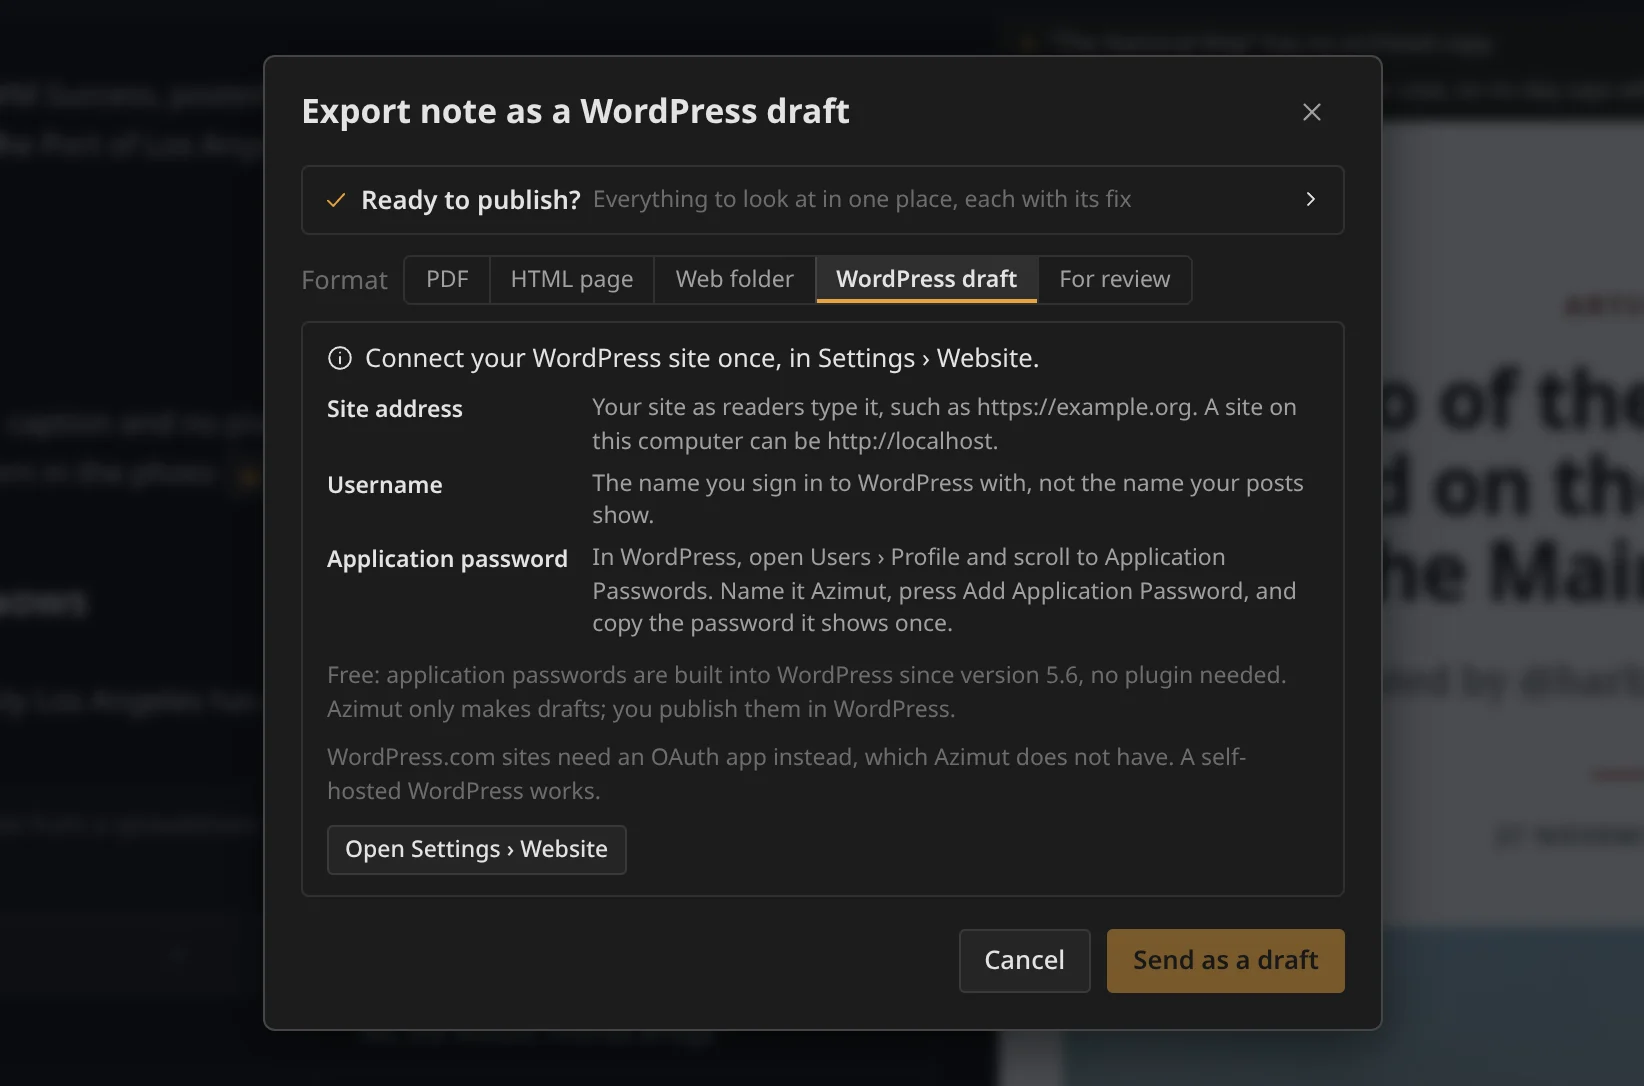 Export note as a WordPress draft
Ready to publish? Everything to look at in one place, each with its fix
Format PDF HTML page Web folder WordPress draft For review
Connect your WordPress site once, in Settings › Website.
Site address Your site as readers type it, such as https://example.org. A site on
this computer can be http://localhost.
Username The name you sign in to WordPress with, not the name your posts
show.
Application password In WordPress, open Users › Profile and scroll to Application
Passwords. Name it Azimut, press Add Application Password, and
copy the password it shows once.
Free: application passwords are built into WordPress since version 5.6, no plugin needed.
Azimut only makes drafts; you publish them in WordPress.
WordPress.com sites need an OAuth app instead, which Azimut does not have. A self-
hosted WordPress works.
Open Settings › Website
Cancel Send as a draft
o of the
d on the
he Main